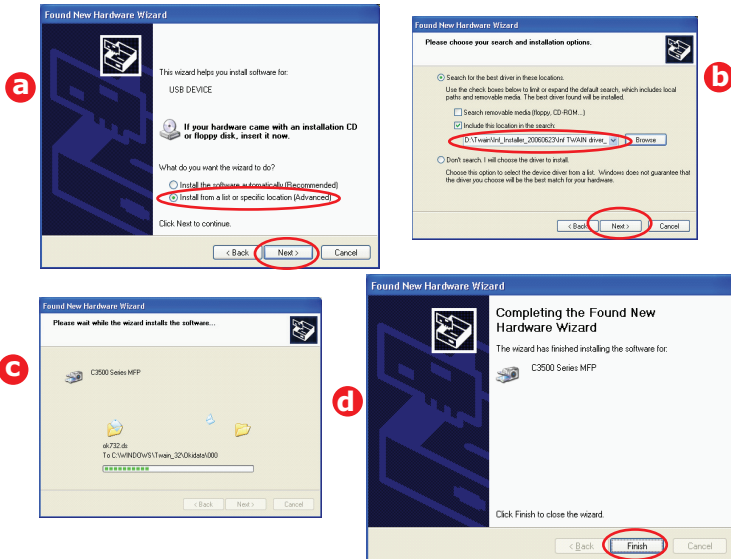 a
Found New Hardware Wizard
This wizard helps you install software for:
USB DEVICE
If your hardware came with an installation CD
or floppy disk, insert it now.
What do you want the wizard to do?
Install the software automatically (Recommended)
Install from a list or specific location (Advanced)
Click Next to continue.
< Back
Next >
Cancel
b
Found New Hardware Wizard
Please choose your search and installation options.
Search for the best driver in these locations.
Use the check boxes below to limit or expand the default search, which includes local
paths and removable media. The best driver found will be installed.
Search removable media (floppy, CD-ROM...)
Include this location in the search:
D:\Twain\Inf_Installer_20060623\Inf TWAIN driver_
Browse
Don't search. I will choose the driver to install.
Choose this option to select the device driver from a list. Windows does not guarantee that
the driver you choose will be the best match for your hardware.
< Back
Next >
Cancel
c
Found New Hardware Wizard
Please wait while the wizard installs the software...
C3500 Series MFP
ok732.ds
To C:\WINDOWS\Twain_32\Okidata\000
< Back
Next >
Cancel
d
Found New Hardware Wizard
Completing the Found New
Hardware Wizard
The wizard has finished installing the software for:
C3500 Series MFP
Click Finish to close the wizard.
< Back
Finish
Cancel